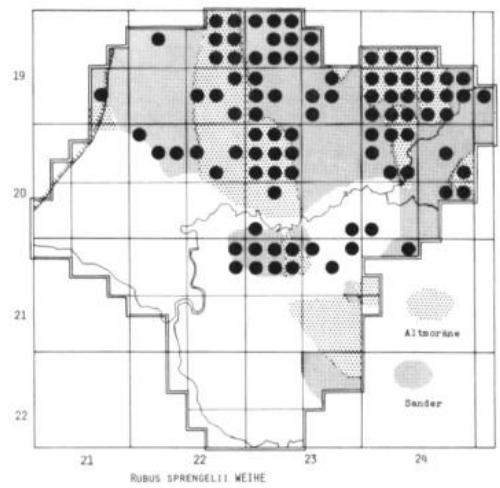 19
20
21
22
Altmoräne
Sander
21 22 23 24
RUBUS SPRENGELII WEIHE